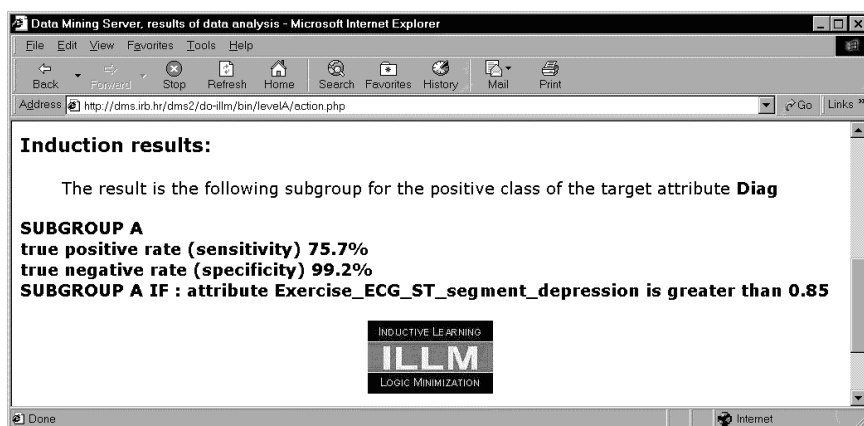 Data Mining Server, results of data analysis - Microsoft Internet Explorer
File Edit View Favorites Tools Help
Back Forward Stop Refresh Home Search Favorites History Mail Print
Address http://dms.irb.hr/dms2/do-illm/bin/levelA/action.php Go Links »
Induction results:
The result is the following subgroup for the positive class of the target attribute Diag
SUBGROUP A
true positive rate (sensitivity) 75.7%
true negative rate (specificity) 99.2%
SUBGROUP A IF : attribute Exercise_ECG_ST_segment_depression is greater than 0.85
INDUCTIVE LEARNING
ILLM
LOGIC MINIMIZATION
Done Internet